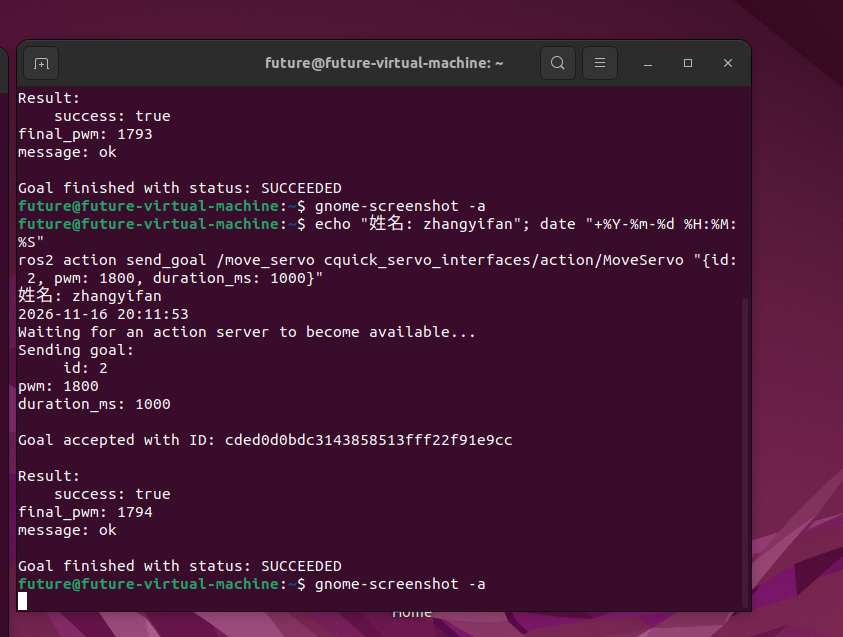 future@future-virtual-machine: ~
Result:
success: true
final_pwm: 1793
message: ok
Goal finished with status: SUCCEEDED
future@future-virtual-machine:~$ gnome-screenshot -a
future@future-virtual-machine:~$ echo "姓名: zhangyifan"; date "+%Y-%m-%d %H:%M:
%S"
ros2 action send_goal /move_servo cquick_servo_interfaces/action/MoveServo "{id:
2, pwm: 1800, duration_ms: 1000}"
姓名: zhangyifan
2026-11-16 20:11:53
Waiting for an action server to become available...
Sending goal:
id: 2
pwm: 1800
duration_ms: 1000
Goal accepted with ID: cded0d0bdc3143858513fff22f91e9cc
Result:
success: true
final_pwm: 1794
message: ok
Goal finished with status: SUCCEEDED
future@future-virtual-machine:~$ gnome-screenshot -a
Home